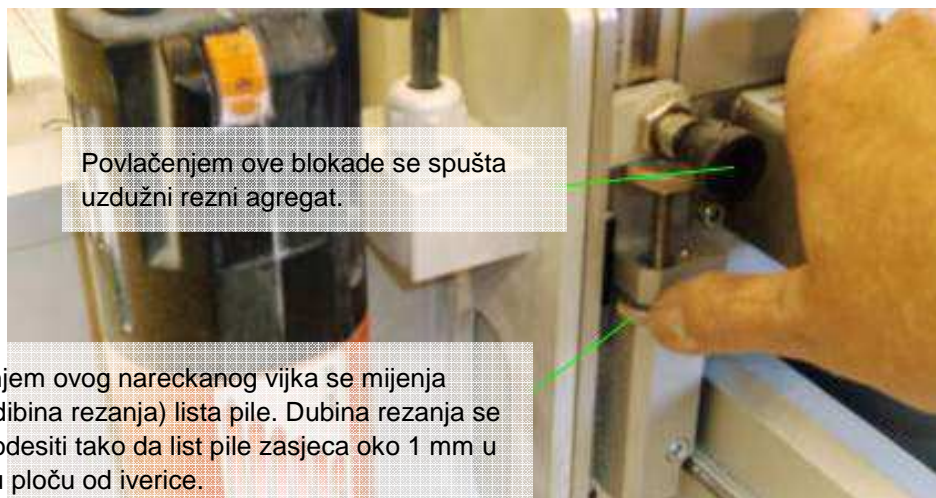 Povlačenjem ove blokade se spušta
uzdužni rezni agregat.
njem ovog nareckanog vijka se mijenja
dibina rezanja) lista pile. Dubina rezanja se
odesiti tako da list pile zasjeca oko 1 mm u
u ploču od iverice.